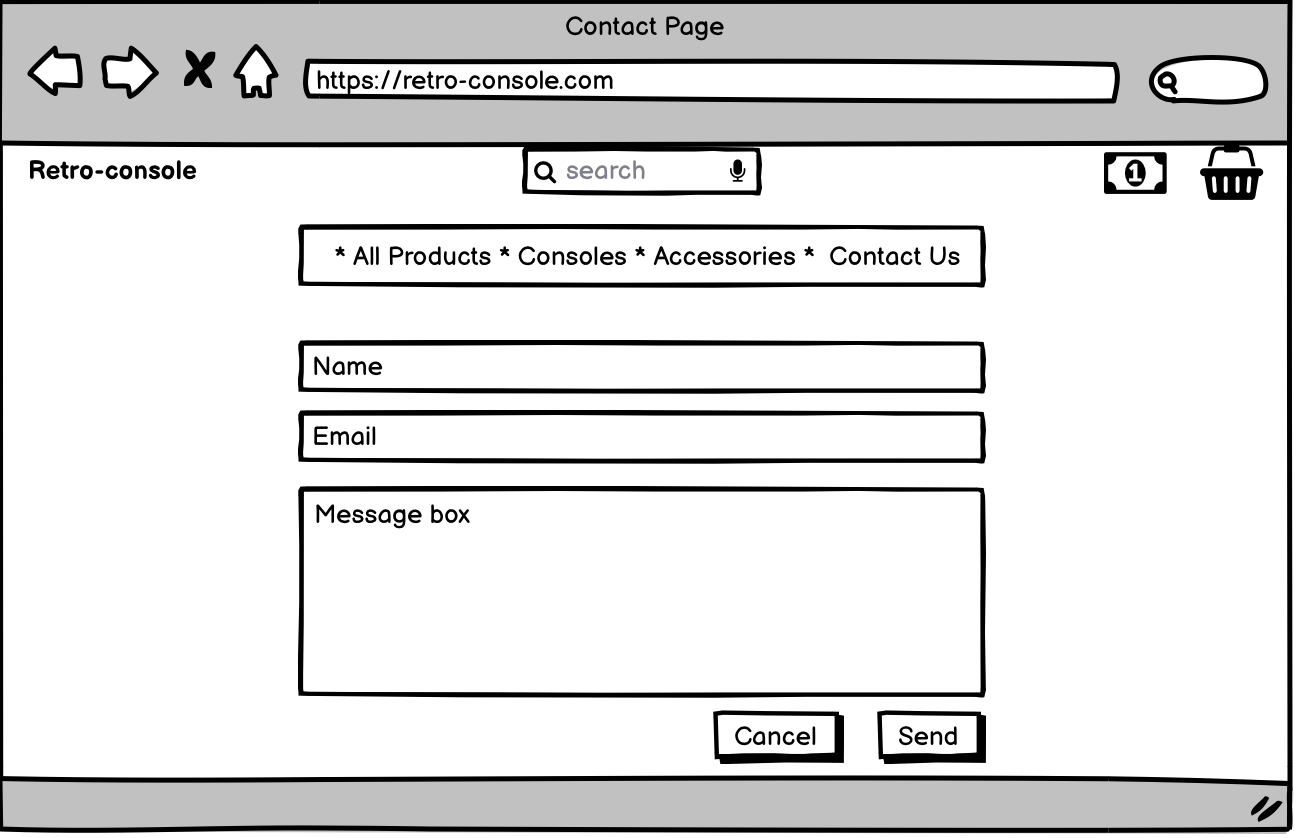 Contact Page
https://retro-console.com
Retro-console
search
1
* All Products * Consoles * Accessories * Contact Us
Name
Email
Message box
Cancel
Send